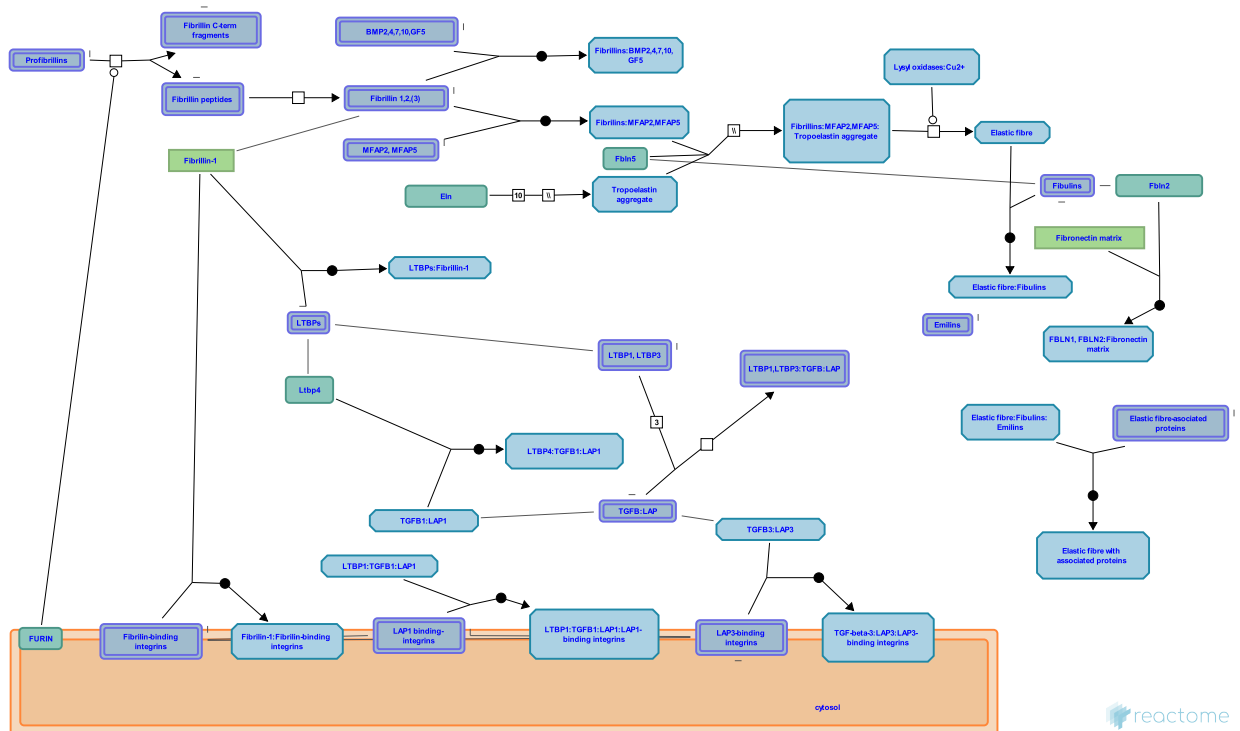 Fibrillin C-term
fragments
BMP2,4,7,10,GF5
Profibrillins
Fibrillins:BMP2,4,7,10,
GF5
Lysyl oxidases:Cu2+
Fibrillin peptides
Fibrillin 1,2,(3)
Fibrilins:MFAP2,MFAP5
Fibrillins:MFAP2,MFAP5:
Tropoelastin aggregate
\\
Elastic fibre
MFAP2, MFAP5
Fibrillin-1
Fbln5
Eln
10
\\
Tropoelastin
aggregate
Fibulins
Fbln2
Fibronectin matrix
LTBPs:Fibrillin-1
Elastic fibre:Fibulins
LTBPs
Emilins
FBLN1, FBLN2:Fibronectin
matrix
LTBP1, LTBP3
LTBP1,LTBP3:TGFB:LAP
Ltbp4
3
Elastic fibre:Fibulins:
Emilins
Elastic fibre-asociated
proteins
LTBP4:TGFB1:LAP1
TGFB1:LAP1
TGFB:LAP
TGFB3:LAP3
Elastic fibre with
associated proteins
LTBP1:TGFB1:LAP1
FURIN
Fibrilin-binding
integrins
Fibrilin-1:Fibrilin-binding
integrins
LAP1 binding-
integrins
LTBP1:TGFB1:LAP1:LAP1-
binding integrins
LAP3-binding
integrins
TGF-beta-3:LAP3:LAP3-
binding integrins
cytosol
reactome